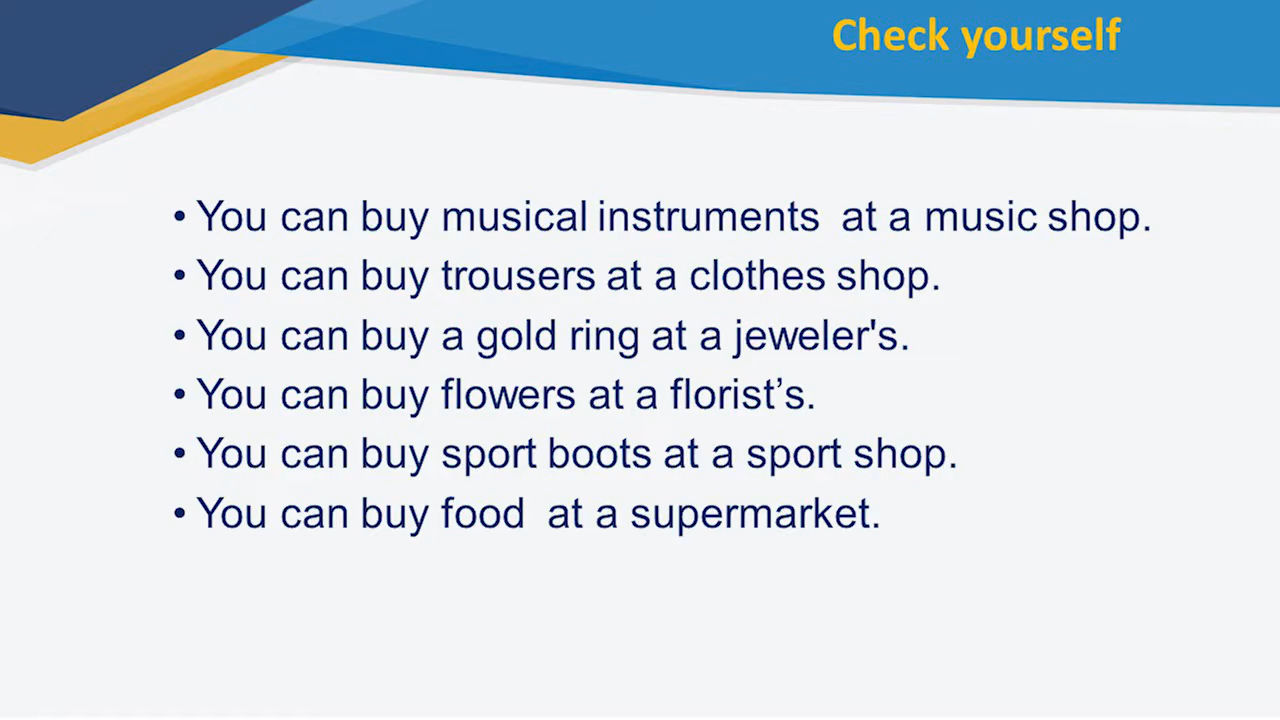 Check yourself
• You can buy musical instruments  at a music shop.
• You can buy trousers at a clothes shop.
• You can buy a gold ring at a jeweler's.
• You can buy flowers at a florist’s.
• You can buy sport boots at a sport shop.
• You can buy food  at a supermarket.